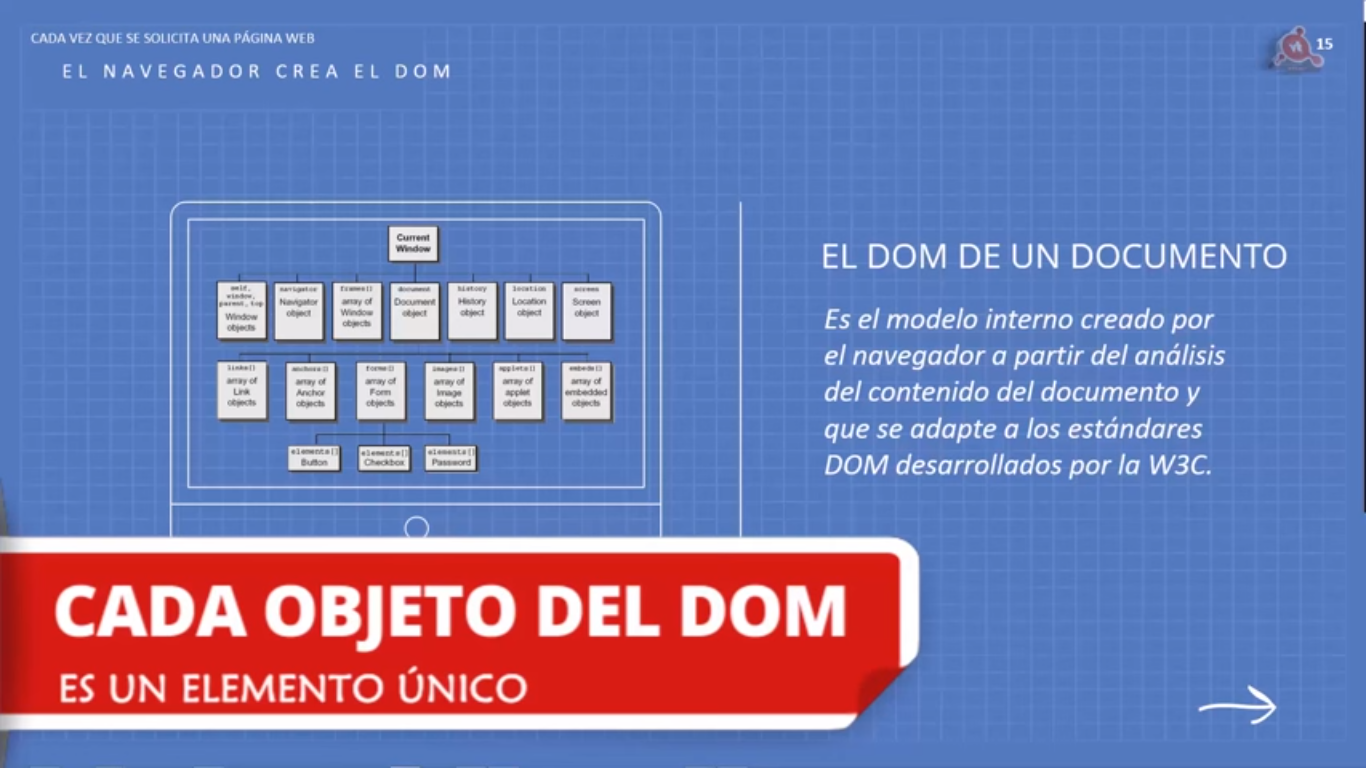 CADA VEZ QUE SE SOLICITA UNA PÁGINA WEB
EL NAVEGADOR CREA EL DOM
15
Current
Window
self,
window,
parent, top
Window
objects
navigator
Navigator
object
frames[]
array of
Window
objects
document
Document
object
history
History
object
location
Location
object
screen
Screen
object
links[]
array of
Link
objects
anchors[]
array of
Anchor
objects
forms[]
array of
Form
objects
images[]
array of
Image
objects
applets[]
array of
applet
objects
embeds[]
array of
embedded
objects
elements[]
Button
elements[]
Checkbox
elements[]
Password
EL DOM DE UN DOCUMENTO
Es el modelo interno creado por
el navegador a partir del análisis
del contenido del documento y
que se adapte a los estándares
DOM desarrollados por la W3C.
CADA OBJETO DEL DOM
ES UN ELEMENTO ÚNICO